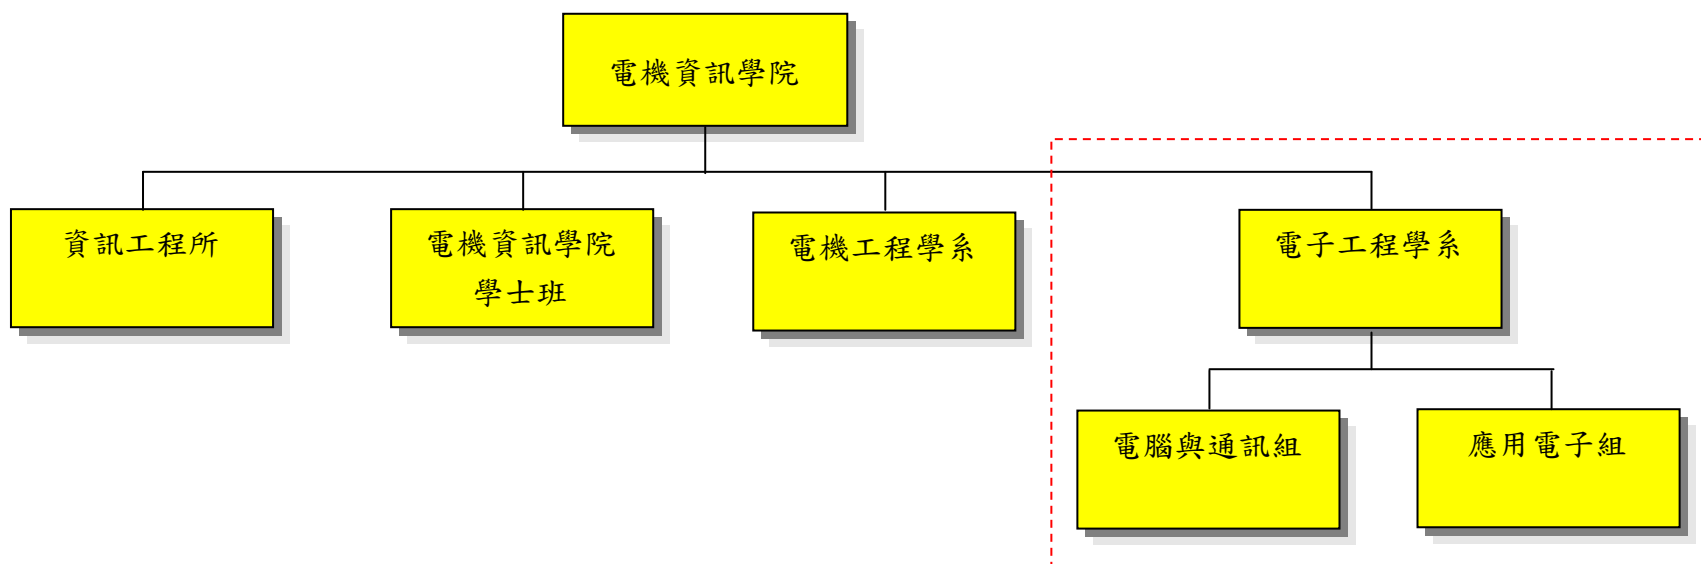 電機資訊學院
資訊工程所
電機資訊學院
學士班
電機工程學系
電子工程學系
電腦與通訊組
應用電子組